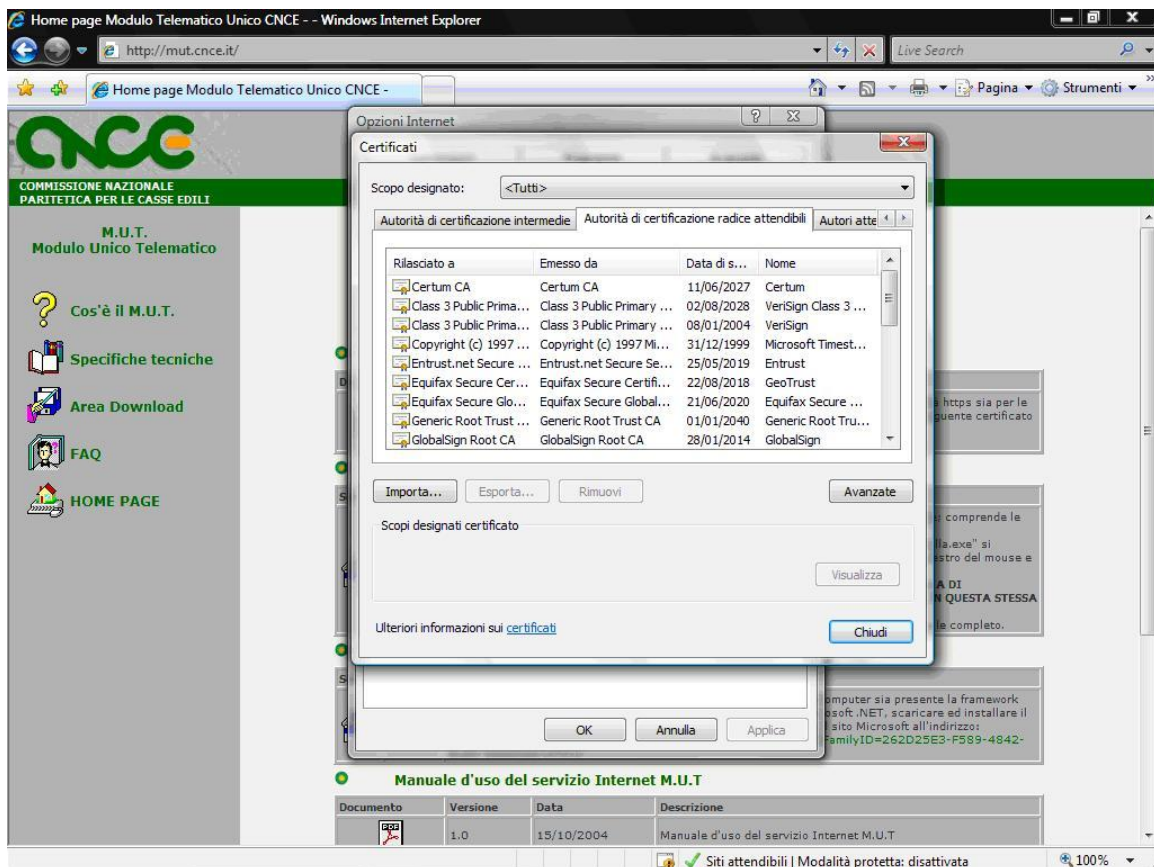 Home page Modulo Telematico Unico CNCE - - Windows Internet Explorer
http://mut.cnce.it/
Live Search
Home page Modulo Telematico Unico CNCE -
Pagina
Strumenti
CNCE
COMMISSIONE NAZIONALE
PARITETICA PER LE CASSE EDILI
M.U.T.
Modulo Unico Telematico
Cos'è il M.U.T.
Specifiche tecniche
Area Download
FAQ
HOME PAGE
Opzioni Internet
Certificati
Scopo designato: <Tutti>
Autorità di certificazione intermedie Autorità di certificazione radice attendibili Autori atte
Rilasciato a Emesso da Data di s... Nome
Certum CA Certum CA 11/06/2027 Certum
Class 3 Public Prima... Class 3 Public Primary ... 02/08/2028 VeriSign Class 3 ...
Class 3 Public Prima... Class 3 Public Primary ... 08/01/2004 VeriSign
Copyright (c) 1997 ... Copyright (c) 1997 Mi... 31/12/1999 Microsoft Timest...
Entrust.net Secure ... Entrust.net Secure Se... 25/05/2019 Entrust
Equifax Secure Cer... Equifax Secure Certifi... 22/08/2018 GeoTrust
Equifax Secure Glo... Equifax Secure Global... 21/06/2020 Equifax Secure ...
Generic Root Trust ... Generic Root Trust CA 01/01/2040 Generic Root Tru...
GlobalSign Root CA GlobalSign Root CA 28/01/2014 GlobalSign
Importa... Esporta... Rimuovi Avanzate
Scopi designati certificato
Visualizza
Ulteriori informazioni sui certificati
Chiudi
OK Annulla Applica
https sia per le
guente certificato
comprende le
lla.exe" si
estro del mouse e
A DI
N QUESTA STESSA
le completo.
omputer sia presente la framework
osoft .NET, scaricare ed installare il
sito Microsoft all'indirizzo:
FamilyID=262D25E3-F589-4842-
Manuale d'uso del servizio Internet M.U.T
Documento Versione Data Descrizione
1.0 15/10/2004 Manuale d'uso del servizio Internet M.U.T
Siti attendibili | Modalità protetta: disattivata 100%